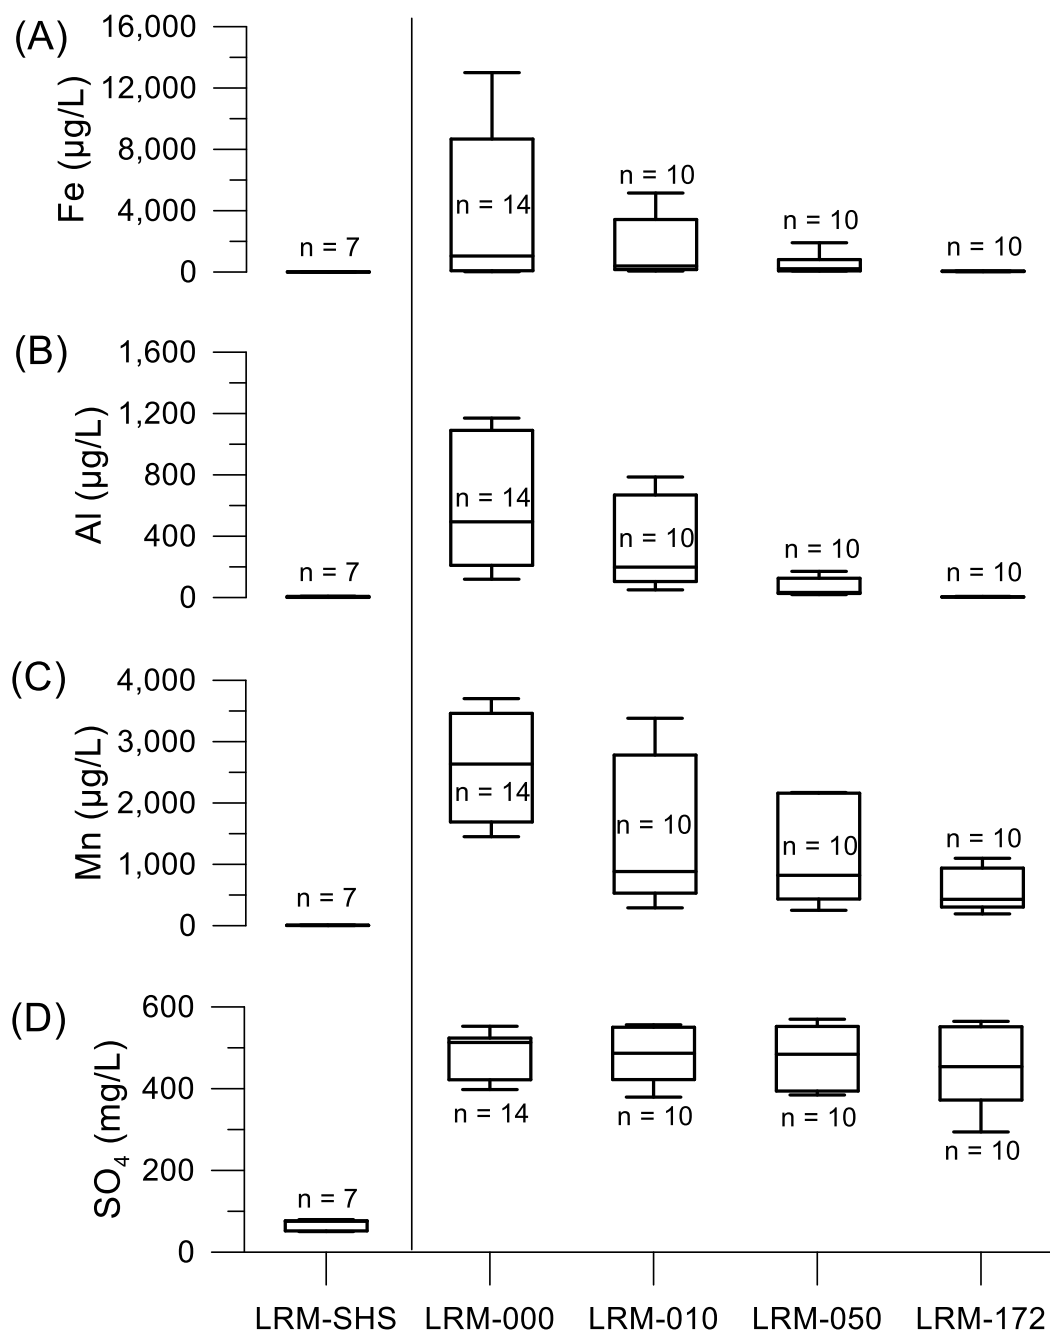 (A)
Fe (µg/L)
16,000
12,000
8,000
4,000
0
n = 7
n = 14
n = 10
n = 10
n = 10
(B)
Al (µg/L)
1,600
1,200
800
400
0
n = 7
n = 14
n = 10
n = 10
n = 10
(C)
Mn (µg/L)
4,000
3,000
2,000
1,000
0
n = 7
n = 14
n = 10
n = 10
n = 10
(D)
SO4 (mg/L)
600
400
200
0
n = 7
n = 14
n = 10
n = 10
n = 10
LRM-SHS LRM-000 LRM-010 LRM-050 LRM-172